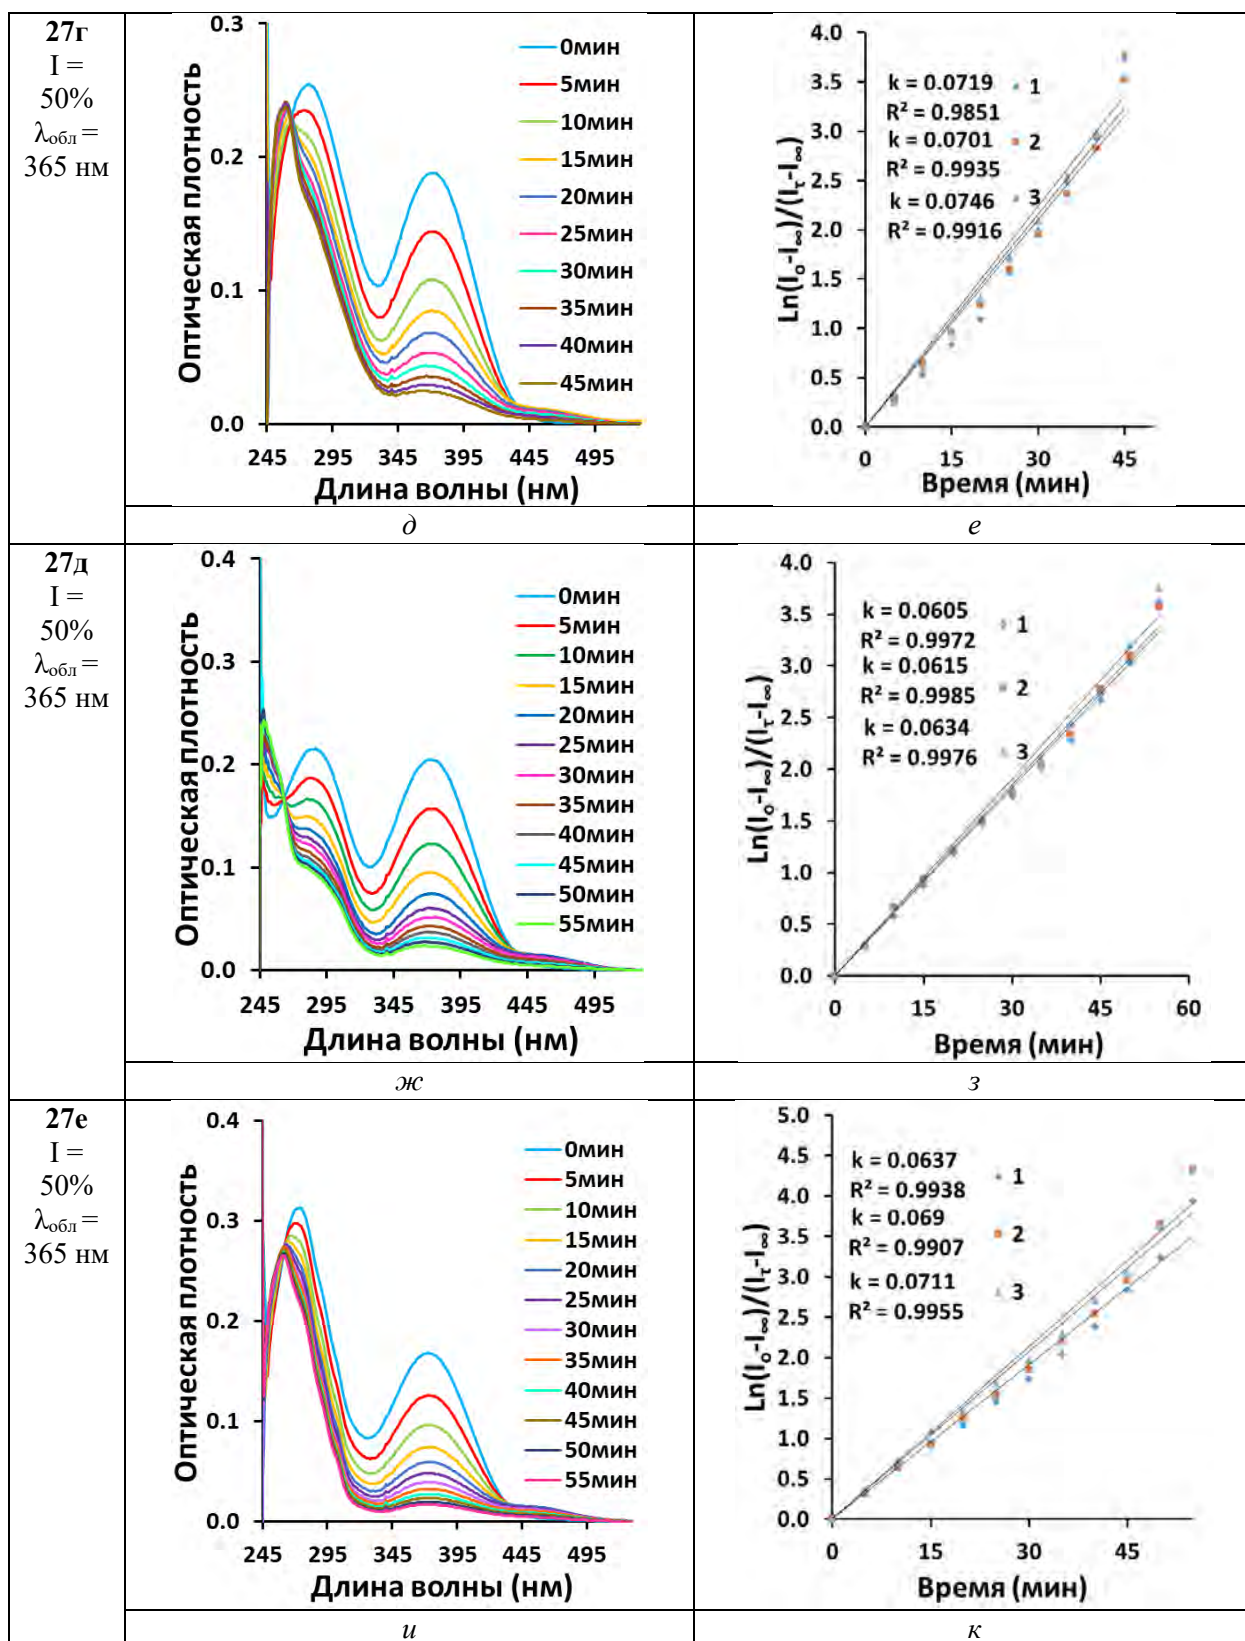 27г
I =
50%
λобл =
365 нм
Оптическая плотность
0.3
0.2
0.1
0.0
0мин
5мин
10мин
15мин
20мин
25мин
30мин
35мин
40мин
45мин
245 295 345 395 445 495
Длина волны (нм)
д
Ln(I₀-I∞)/(Iτ-I∞)
4.0
3.5
3.0
2.5
2.0
1.5
1.0
0.5
0.0
k = 0.0719
R² = 0.9851
k = 0.0701
R² = 0.9935
k = 0.0746
R² = 0.9916
1
2
3
0 15 30 45
Время (мин)
е
27д
I =
50%
λобл =
365 нм
Оптическая плотность
0.4
0.3
0.2
0.1
0.0
0мин
5мин
10мин
15мин
20мин
25мин
30мин
35мин
40мин
45мин
50мин
55мин
245 295 345 395 445 495
Длина волны (нм)
ж
Ln(I₀-I∞)/(Iτ-I∞)
4.0
3.5
3.0
2.5
2.0
1.5
1.0
0.5
0.0
k = 0.0605
R² = 0.9972
k = 0.0615
R² = 0.9985
k = 0.0634
R² = 0.9976
1
2
3
0 15 30 45 60
Время (мин)
з
27е
I =
50%
λобл =
365 нм
Оптическая плотность
0.4
0.3
0.2
0.1
0.0
0мин
5мин
10мин
15мин
20мин
25мин
30мин
35мин
40мин
45мин
50мин
55мин
245 295 345 395 445 495
Длина волны (нм)
и
Ln(I₀-I∞)/(Iτ-I∞)
5.0
4.5
4.0
3.5
3.0
2.5
2.0
1.5
1.0
0.5
0.0
k = 0.0637
R² = 0.9938
k = 0.069
R² = 0.9907
k = 0.0711
R² = 0.9955
1
2
3
0 15 30 45
Время (мин)
к